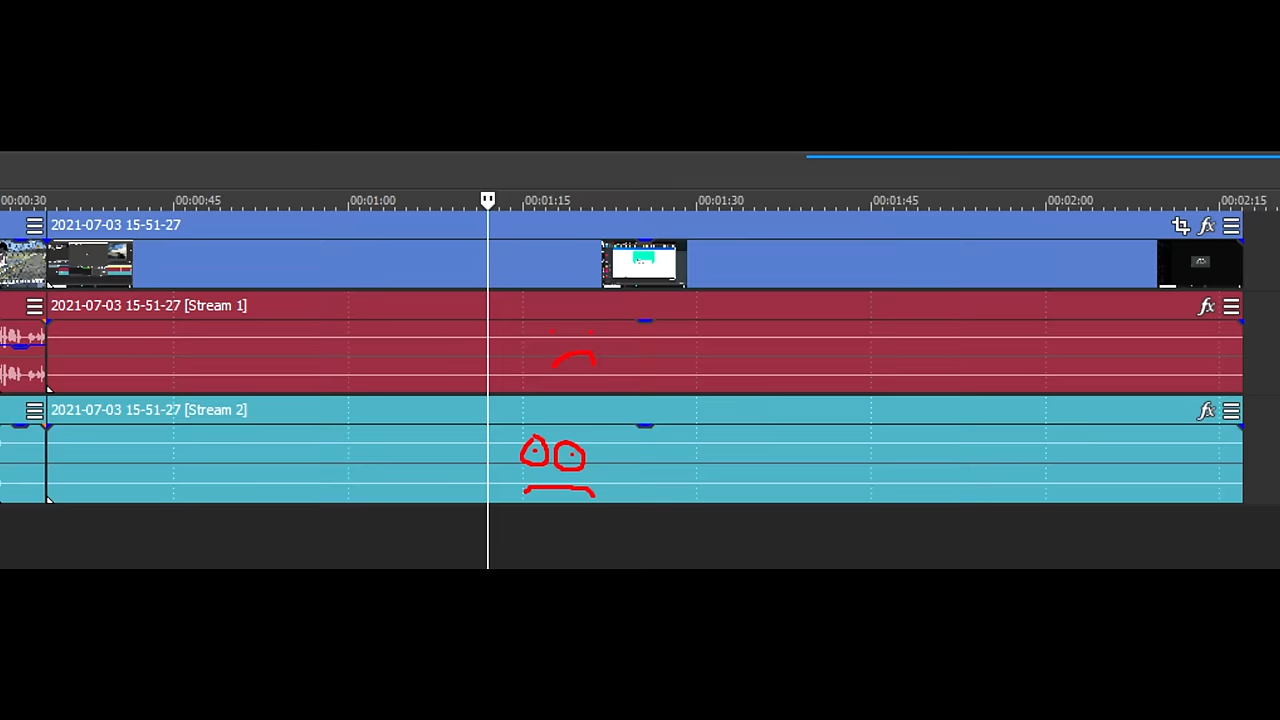 00:00:30 00:00:45 00:01:00 00:01:15 00:01:30 00:01:45 00:02:00 00:02:15
2021-07-03 15-51-27 fx
2021-07-03 15-51-27 [Stream 1] fx
2021-07-03 15-51-27 [Stream 2] fx